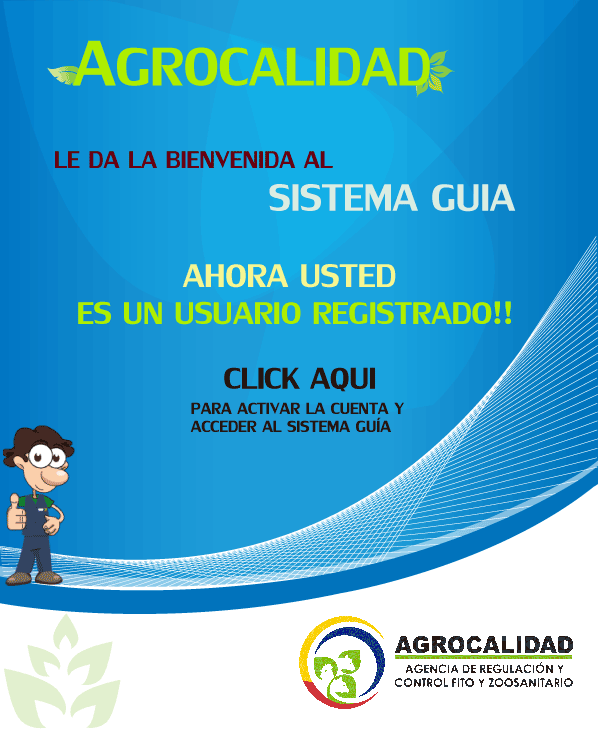 AGROCALIDAD
LE DA LA BIENVENIDA AL
SISTEMA GUIA
AHORA USTED
ES UN USUARIO REGISTRADO!!
CLICK AQUI
PARA ACTIVAR LA CUENTA Y
ACCEDER AL SISTEMA GUÍA
AGROCALIDAD
AGENCIA DE REGULACIÓN Y
CONTROL FITO Y ZOOSANITARIO